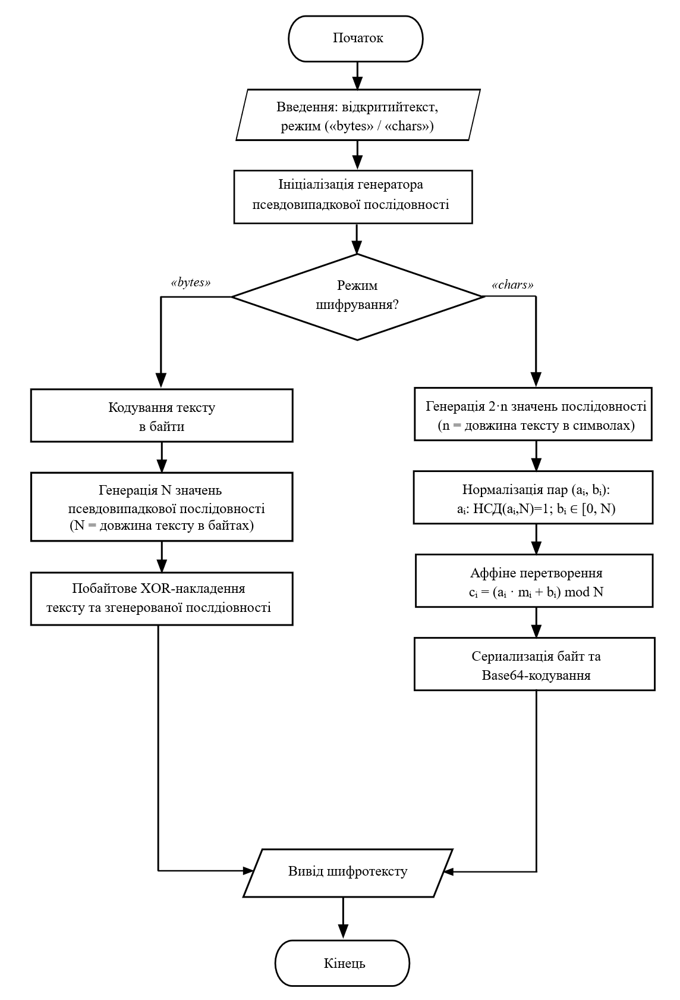 Початок
Введення: відкритийтекст,
режим («bytes» / «chars»)
Ініціалізація генератора
псевдовипадкової послідовності
Режим
шифрування?
«bytes»
«chars»
Кодування тексту
в байти
Генерація N значень
псевдовипадкової послідовності
(N = довжина тексту в байтах)
Побайтове XOR-накладення
тексту та згенерованої послдіовності
Генерація 2·n значень послідовності
(n = довжина тексту в символах)
Нормалізація пар (aᵢ, bᵢ):
aᵢ: НСД(aᵢ,N)=1; bᵢ ∈ [0, N)
Аффіне перетворення
cᵢ = (aᵢ · mᵢ + bᵢ) mod N
Сериализація байт та
Base64-кодування
Вивід шифротексту
Кінець